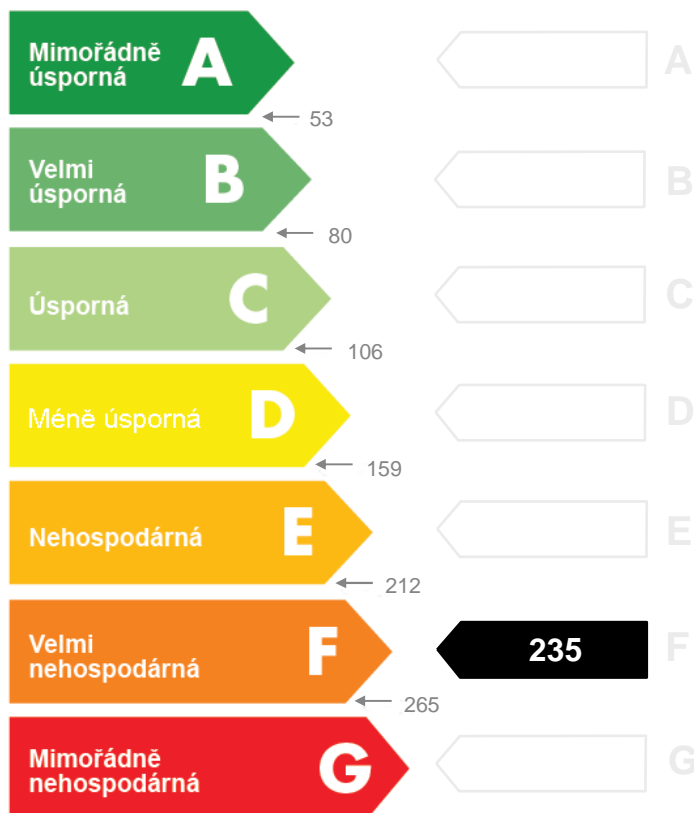 Mimořádně
úsporná
A
A
53
Velmi
úsporná
B
B
80
Úsporná
C
C
106
Méně úsporná
D
D
159
Nehospodárná
E
E
212
Velmi
nehospodárná
F
235
F
265
Mimořádně
nehospodárná
G
G